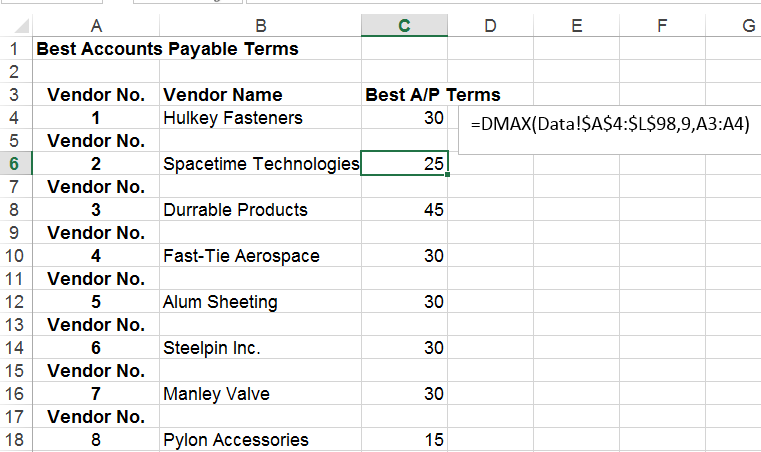 A B C D E F G
1 Best Accounts Payable Terms
2
3 Vendor No. Vendor Name Best A/P Terms
4 1 Hulkey Fasteners 30 =DMAX(Data!$A$4:$L$98,9,A3:A4)
5 Vendor No.
6 2 Spacetime Technologies 25
7 Vendor No.
8 3 Durrable Products 45
9 Vendor No.
10 4 Fast-Tie Aerospace 30
11 Vendor No.
12 5 Alum Sheeting 30
13 Vendor No.
14 6 Steelpin Inc. 30
15 Vendor No.
16 7 Manley Valve 30
17 Vendor No.
18 8 Pylon Accessories 15